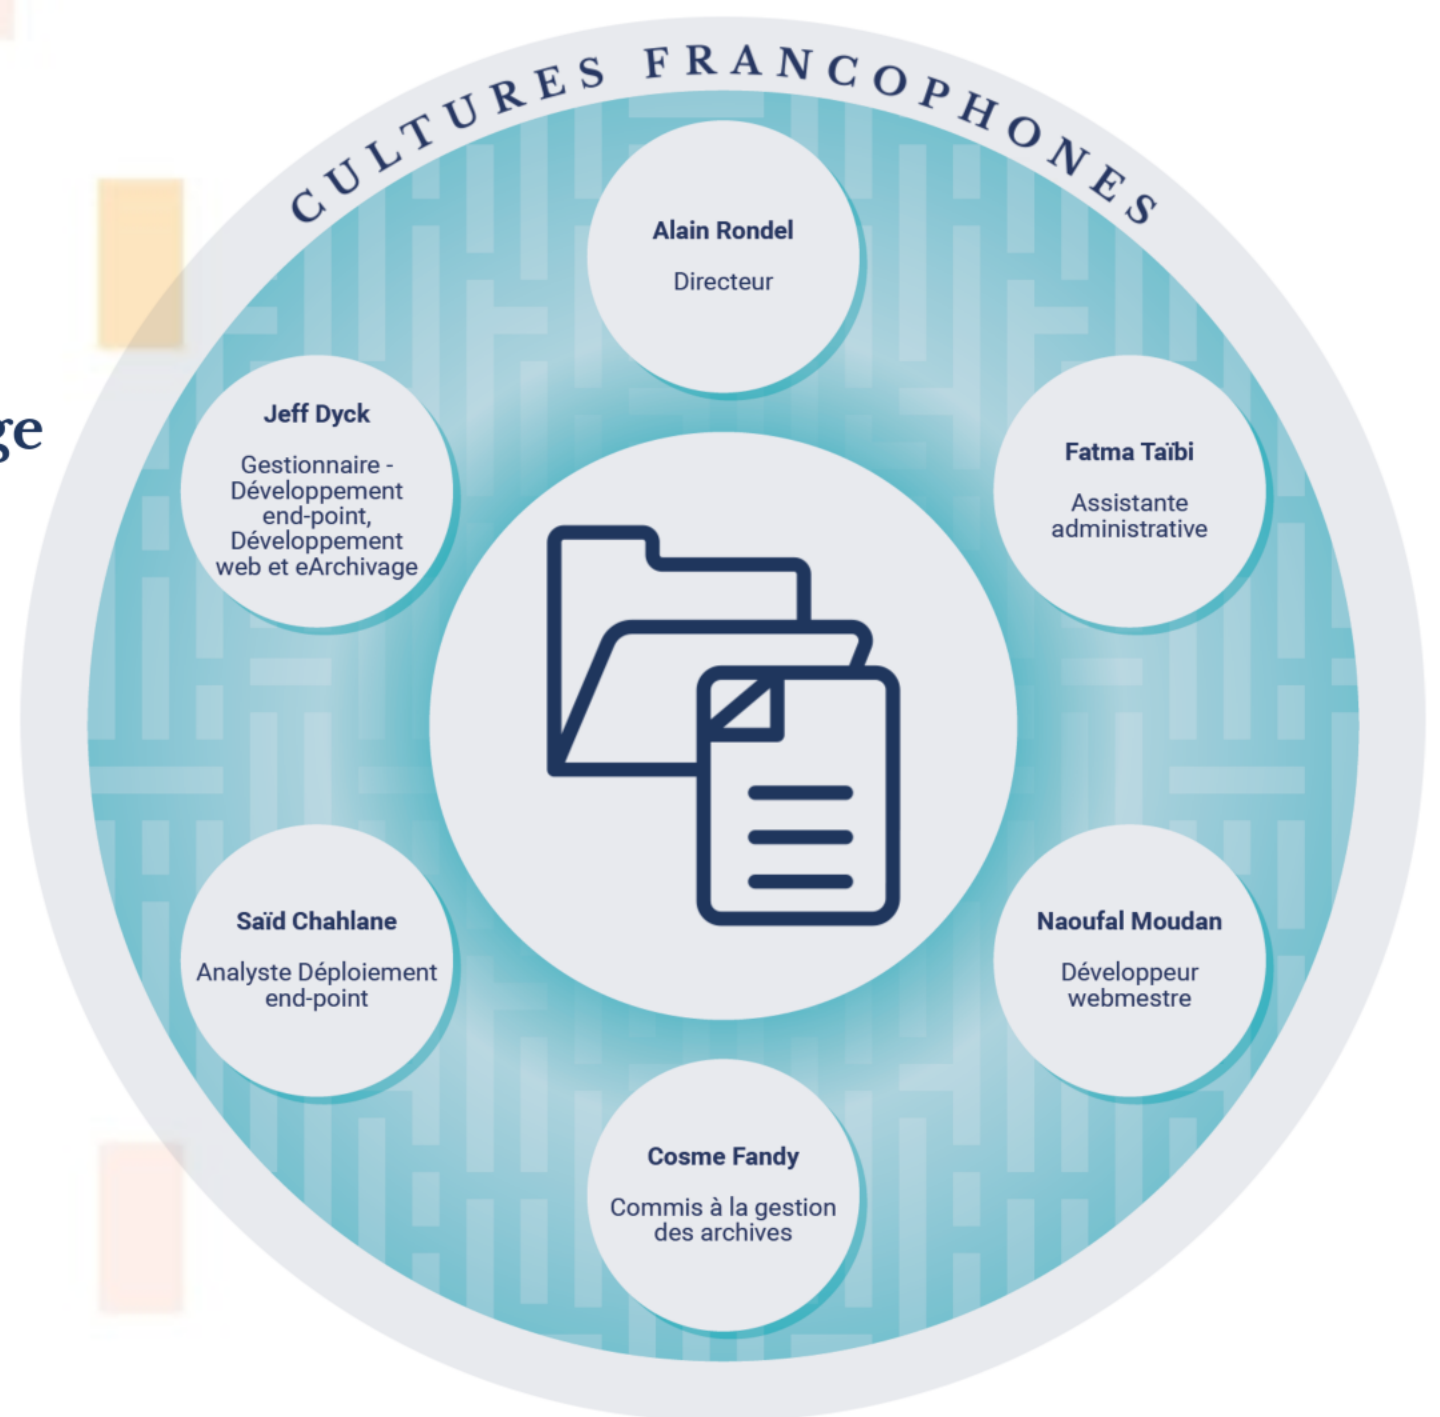 CULTURES FRANCOPHONES
Alain Rondel
Directeur
Jeff Dyck
Gestionnaire -
Développement
end-point,
Développement
web et eArchivage
Fatma Taïbi
Assistante
administrative
ge
Saïd Chahlane
Analyste Déploiement
end-point
Naoufal Moudan
Développeur
webmestre
Cosme Fandy
Commis à la gestion
des archives